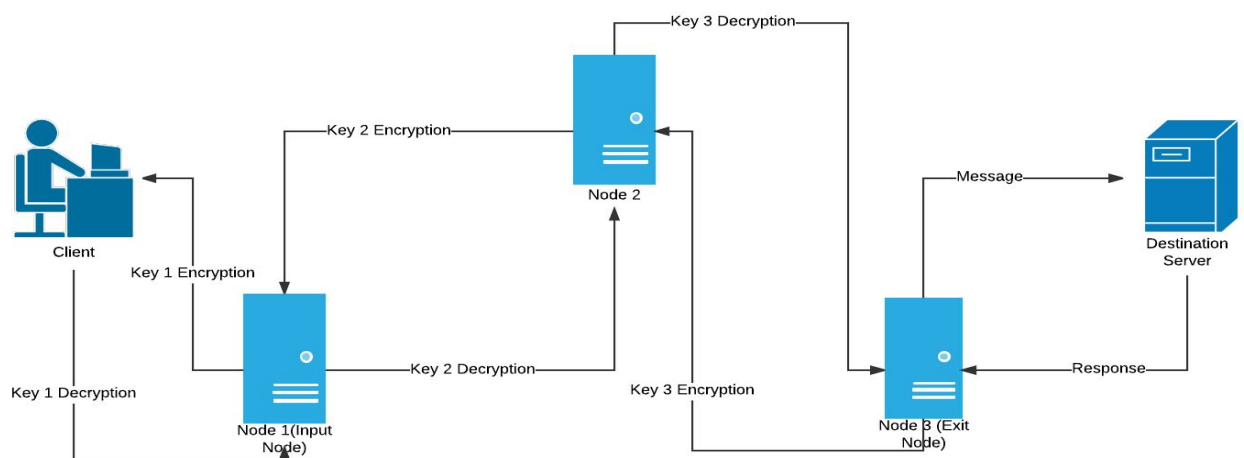 Key 3 Decryption
Key 2 Encryption
Message
Node 2
Client
Destination
Server
Key 1 Encryption
Key 2 Decryption
Response
Key 1 Decryption
Key 3 Encryption
Node 1(Input
Node)
Node 3 (Exit
Node)